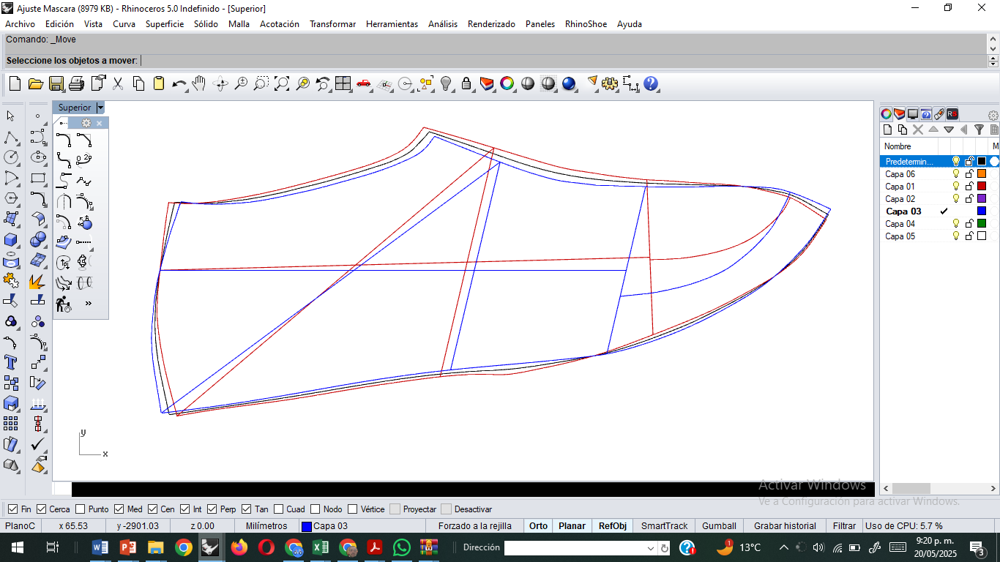 Ajuste Mascara (8979 KB) - Rhinoceros 5.0 Indefinido - [Superior]
Archivo Edición Vista Curva Superficie Sólido Malla Acotación Transformar Herramientas Análisis Renderizado Paneles RhinoShoe Ayuda
Comando: _Move
Seleccione los objetos a mover:
Superior
Nombre
M
Predetermin...
Capa 06
Capa 01
Capa 02
Capa 03
Capa 04
Capa 05
»
y
x
Activar Windows
Ve a Configuración para activar Windows.
Fin Cerca Punto Med Cen Int Perp Tan Cuad Nodo Vértice Proyectar Desactivar
PlanoC x 65.53 y -2901.03 z 0.00 Milímetros Capa 03 Forzado a la rejilla Orto Planar RefObj SmartTrack Gumball Grabar historial Filtrar Uso de CPU: 5.7 %
Dirección 13°C 9:20 p. m.
20/05/2025
3